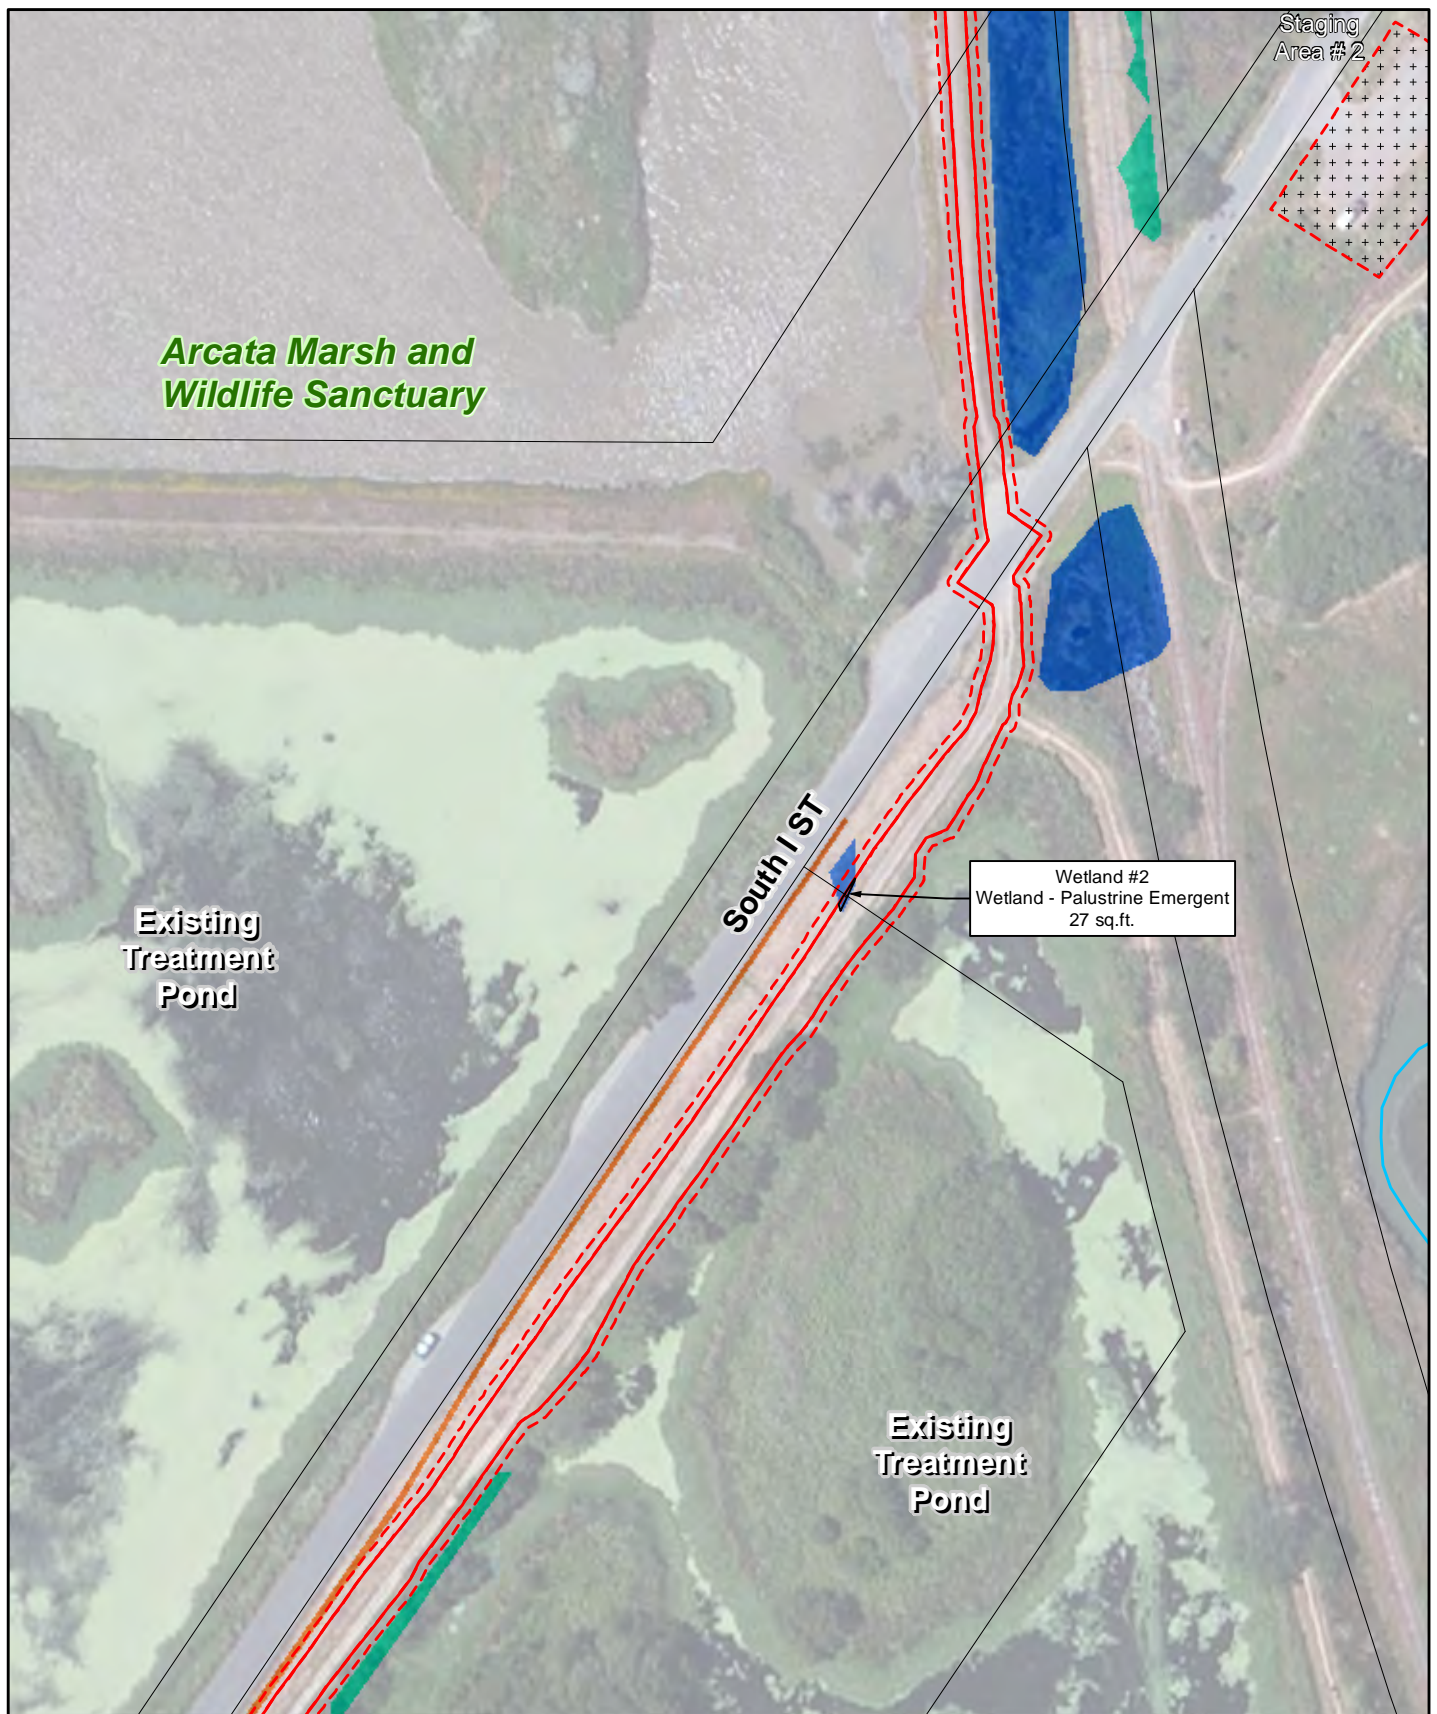 Staging
Area # 2
Arcata Marsh and
Wildlife Sanctuary
South I ST
Wetland #2
Wetland - Palustrine Emergent
27 sq.ft.
Existing
Treatment
Pond
Existing
Treatment
Pond